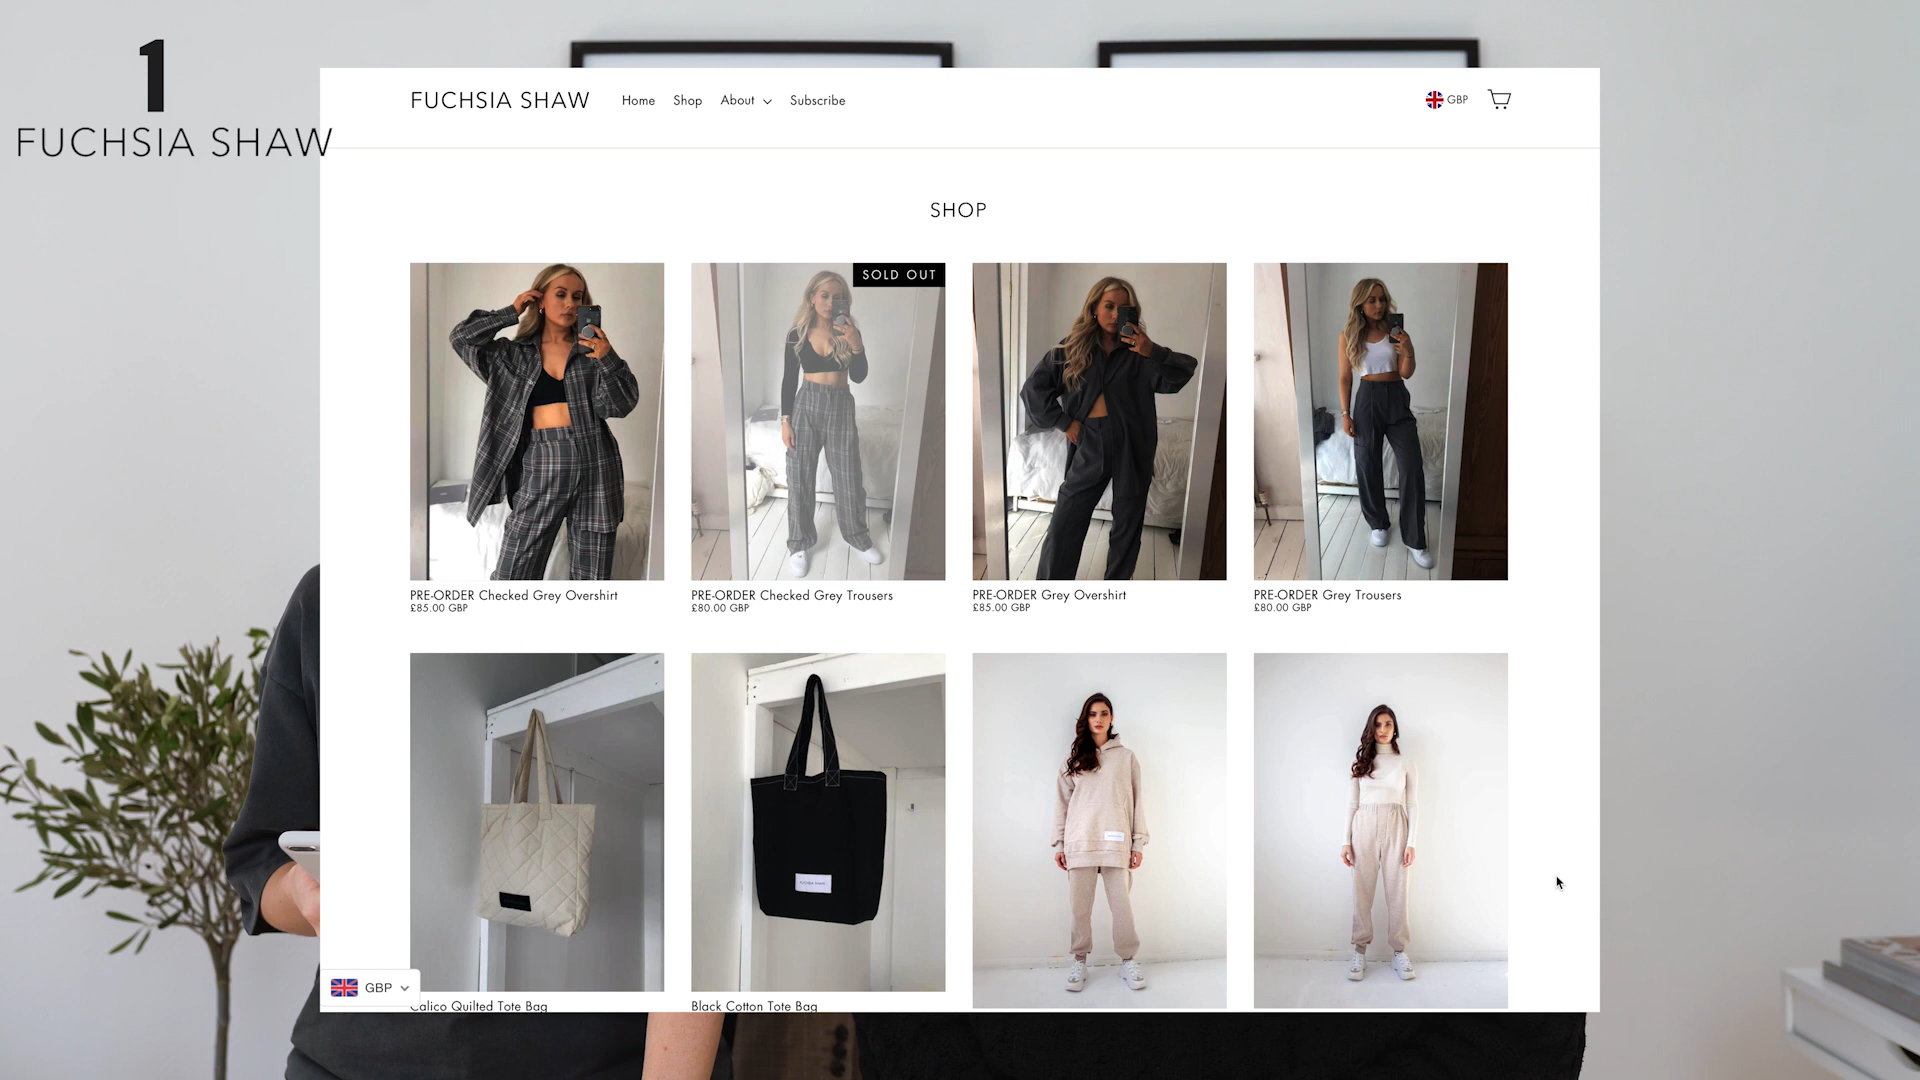 1
FUCHSIA SHAW
FUCHSIA SHAW
Home
Shop
About
Subscribe
GBP
SHOP
SOLD OUT
PRE-ORDER Checked Grey Overshirt
£85.00 GBP
PRE-ORDER Checked Grey Trousers
£80.00 GBP
PRE-ORDER Grey Overshirt
£85.00 GBP
PRE-ORDER Grey Trousers
£80.00 GBP
GBP
Calico Quilted Tote Bag
Black Cotton Tote Bag